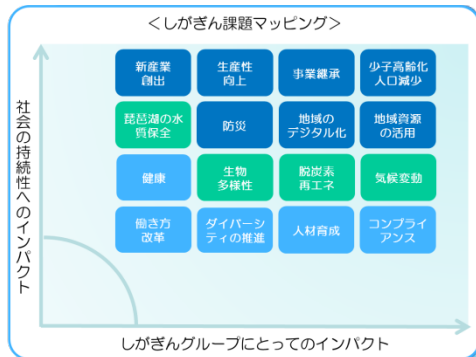 ＜しがぎん課題マッピング＞
社会の持続性へのインパクト
新産業
創出
生産性
向上
事業継承
少子高齢化
人口減少
琵琶湖の水
質保全
防災
地域の
デジタル化
地域資源
の活用
健康
生物
多様性
脱炭素
再エネ
気候変動
働き方
改革
ダイバーシ
ティの推進
人材育成
コンプライ
アンス
しがぎんグループにとってのインパクト